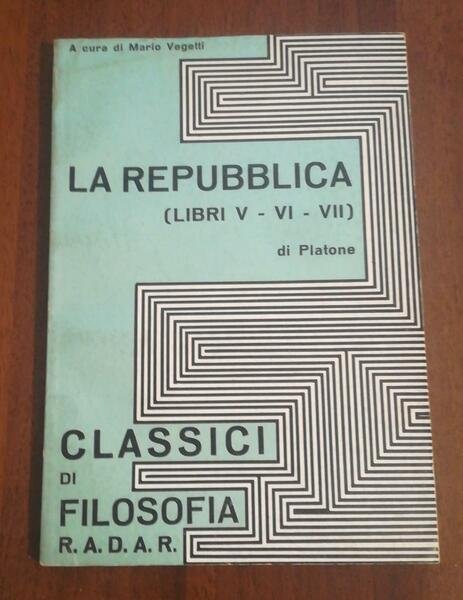 A cura di Mario Vegetti
LA REPUBBLICA
(LIBRI V - VI - VII)
di Platone
CLASSICI
DI
FILOSOFIA
R. A. D. A. R.